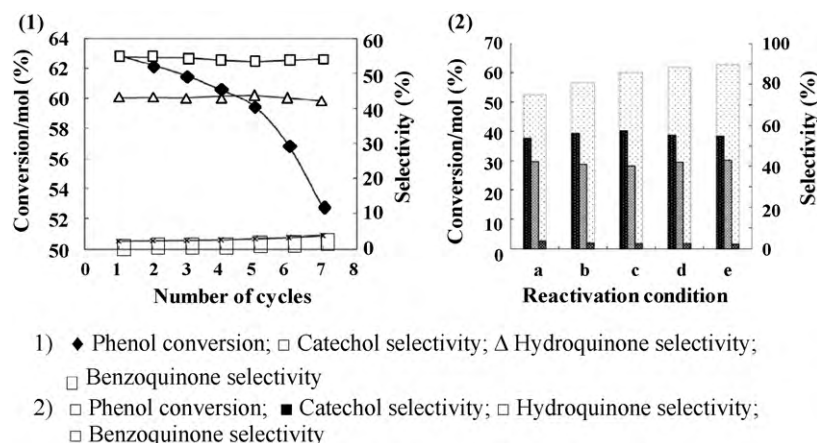 (1)
64
62
60
58
56
54
52
50
Conversion/mol (%)
60
50
40
30
20
10
0
Selectivity (%)
0 1 2 3 4 5 6 7 8
Number of cycles
(2)
70
60
50
40
30
20
10
0
Conversion/mol (%)
100
80
60
40
20
0
Selectivity (%)
a b c d e
Reactivation condition
1) ◆ Phenol conversion; □ Catechol selectivity; Δ Hydroquinone selectivity;
□ Benzoquinone selectivity
2) □ Phenol conversion; ■ Catechol selectivity; □ Hydroquinone selectivity;
□ Benzoquinone selectivity